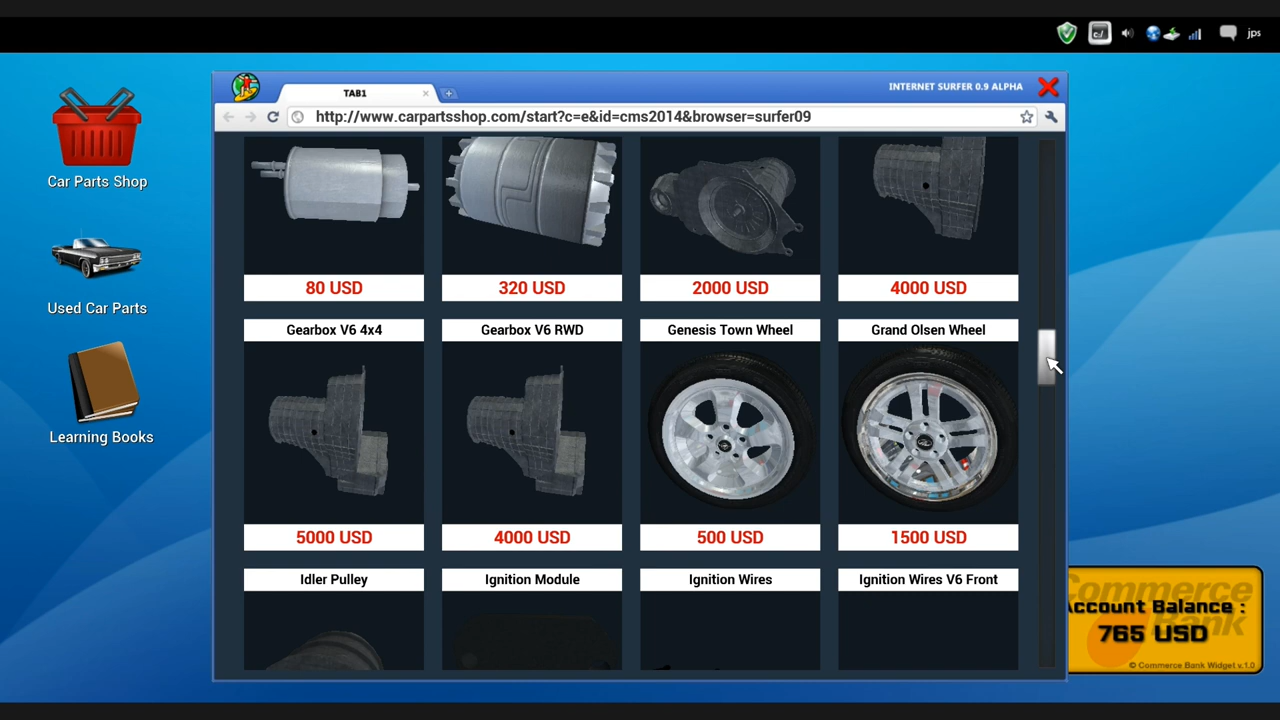 c:/
jps
TAB1
INTERNET SURFER 0.9 ALPHA
http://www.carpartsshop.com/start?c=e&id=cms2014&browser=surfer09
Car Parts Shop
Used Car Parts
Learning Books
80 USD
320 USD
2000 USD
4000 USD
Gearbox V6 4x4
Gearbox V6 RWD
Genesis Town Wheel
Grand Olsen Wheel
5000 USD
4000 USD
500 USD
1500 USD
Idler Pulley
Ignition Module
Ignition Wires
Ignition Wires V6 Front
Commerce
Bank
Account Balance :
765 USD
© Commerce Bank Widget v.1.0